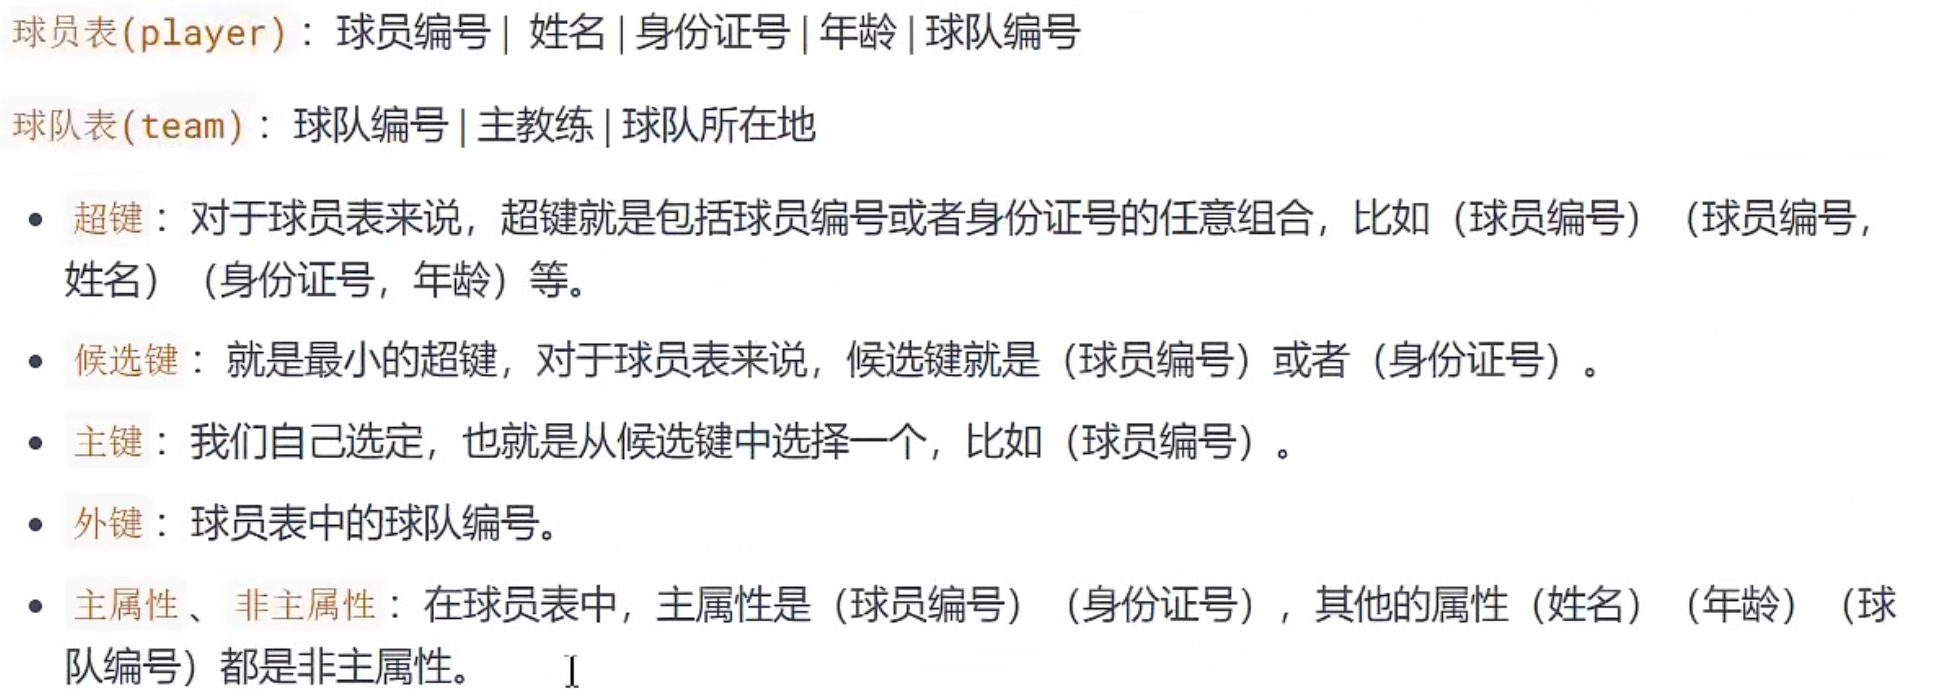 球员表(player)：球员编号 | 姓名 | 身份证号 | 年龄 | 球队编号
球队表(team)：球队编号 | 主教练 | 球队所在地
• 超键：对于球员表来说，超键就是包括球员编号或者身份证号的任意组合，比如（球员编号）（球员编号，
姓名）（身份证号，年龄）等。
• 候选键：就是最小的超键，对于球员表来说，候选键就是（球员编号）或者（身份证号）。
• 主键：我们自己选定，也就是从候选键中选择一个，比如（球员编号）。
• 外键：球员表中的球队编号。
• 主属性、非主属性：在球员表中，主属性是（球员编号）（身份证号），其他的属性（姓名）（年龄）（球
队编号）都是非主属性。